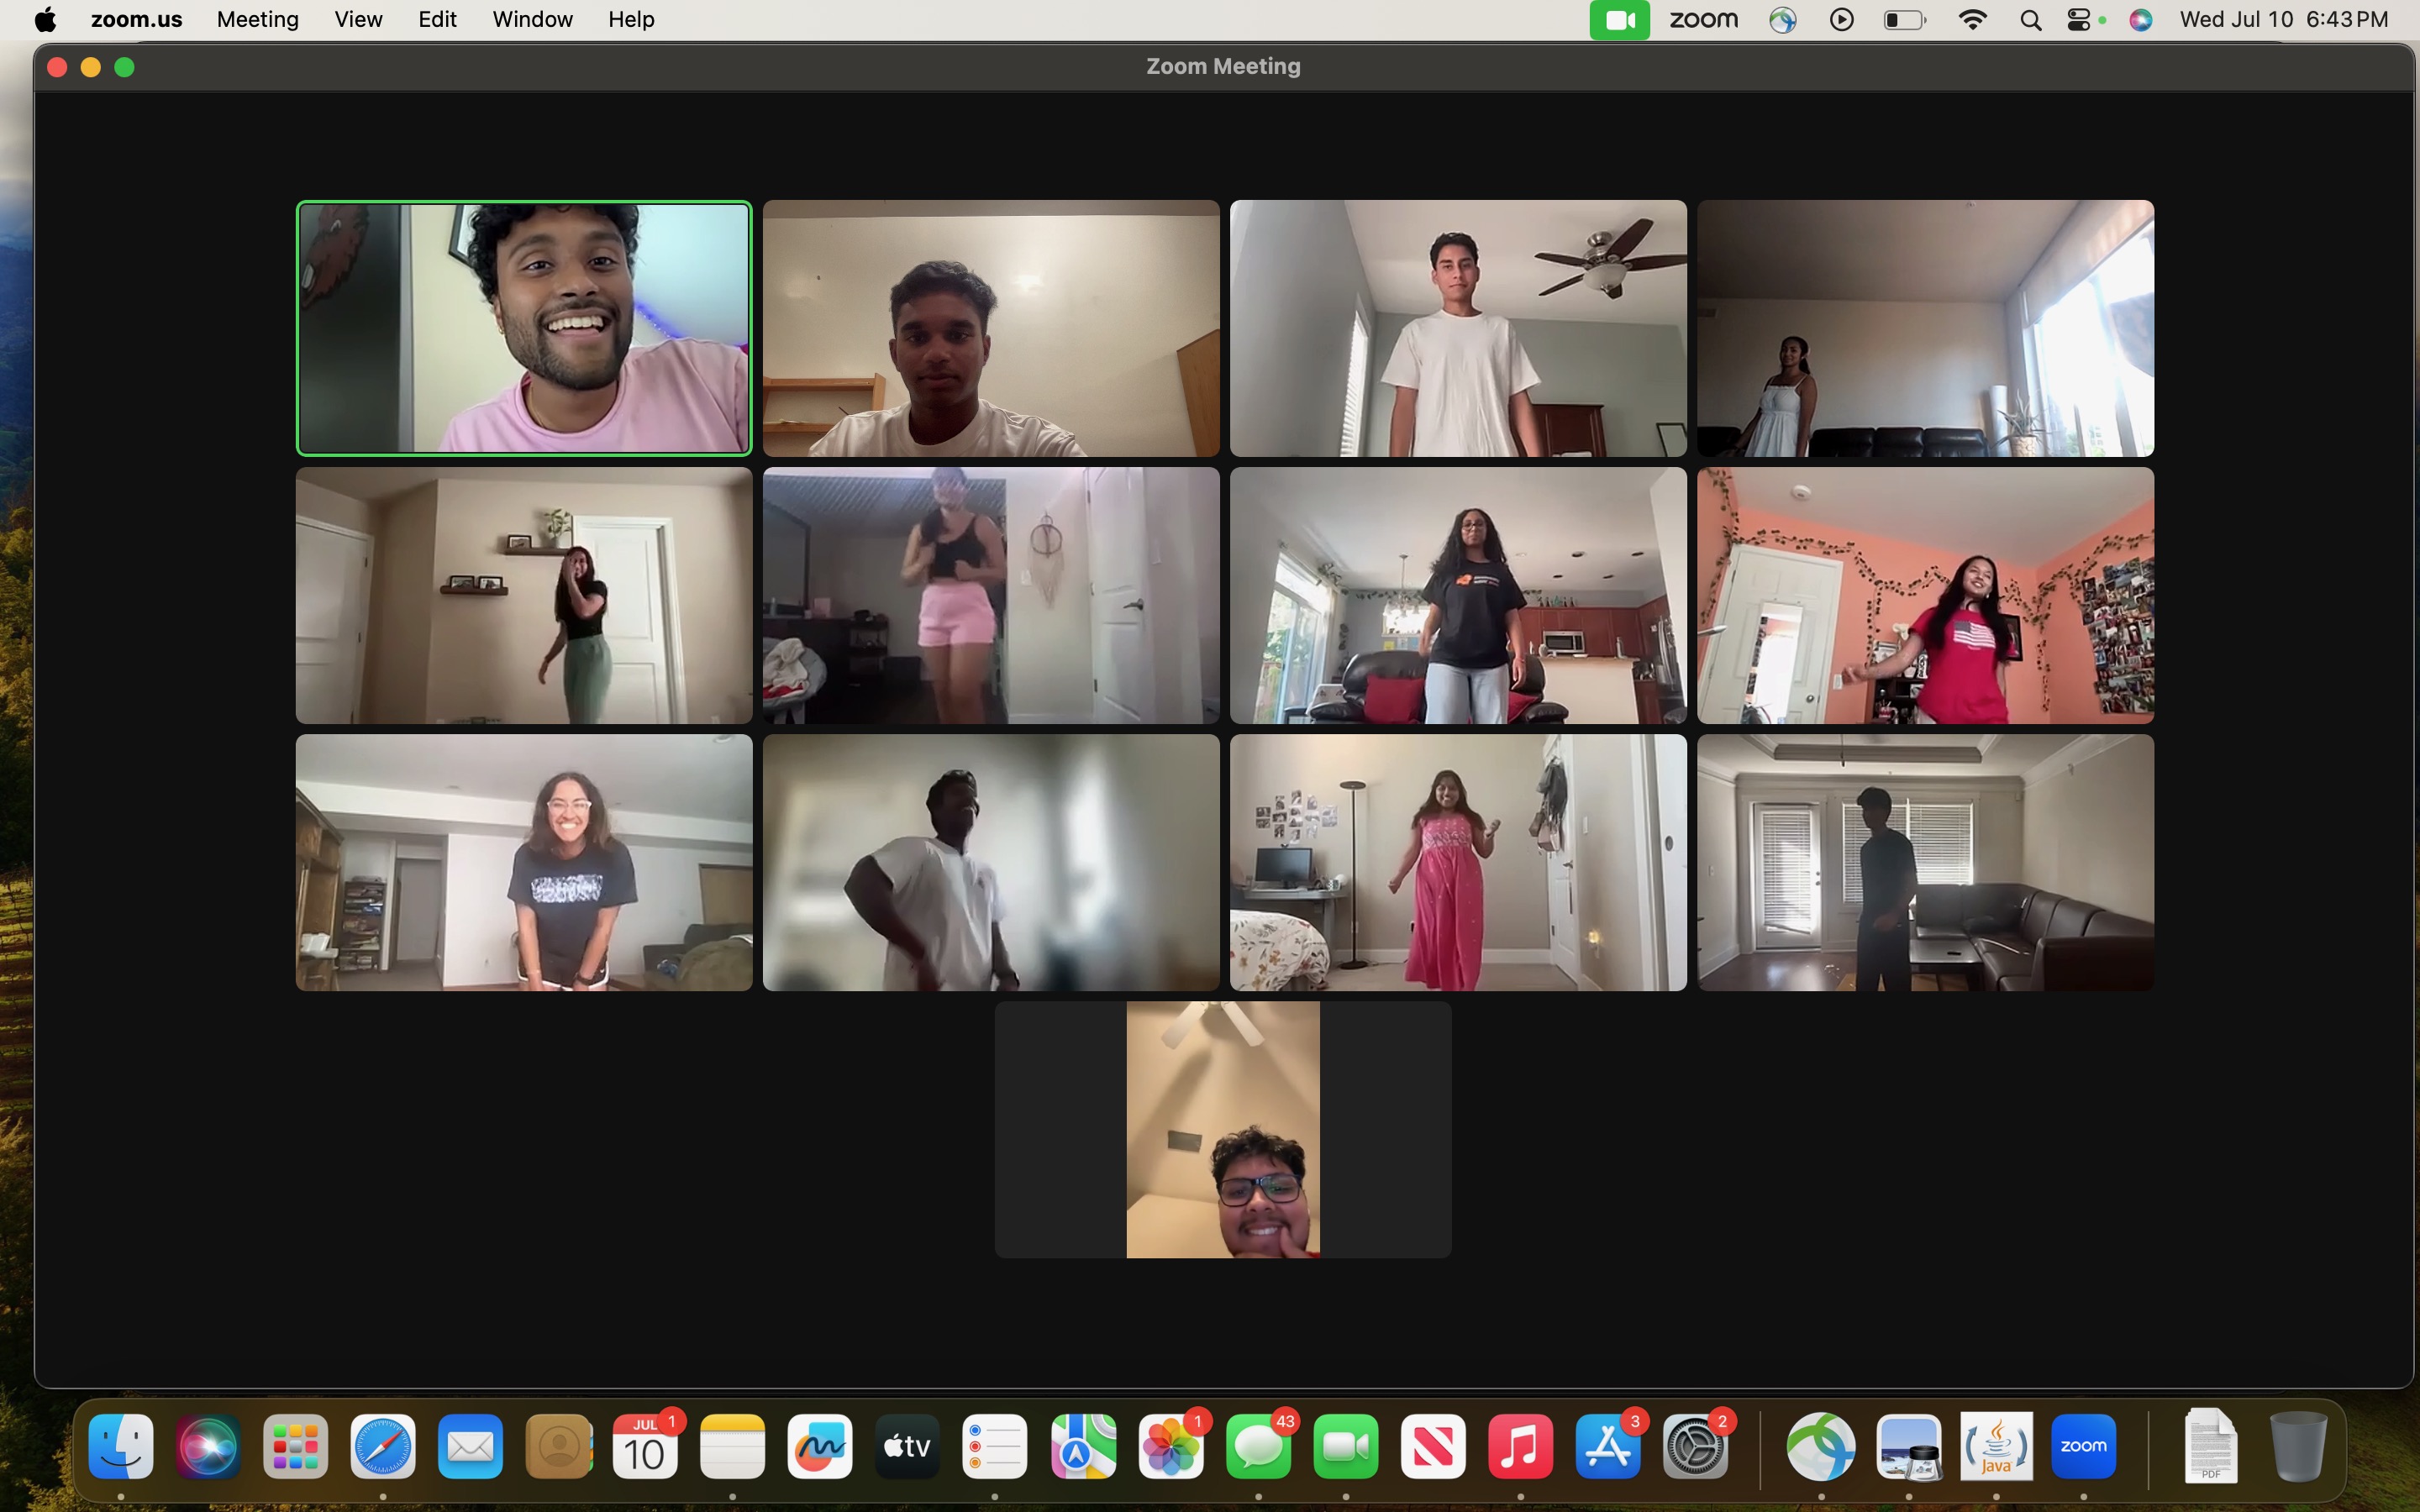 zoom.us Meeting View Edit Window Help zoom Wed Jul 10 6:43 PM
Zoom Meeting
JUL 1 1 43 3 2
10 tv zoom
Java
PDF